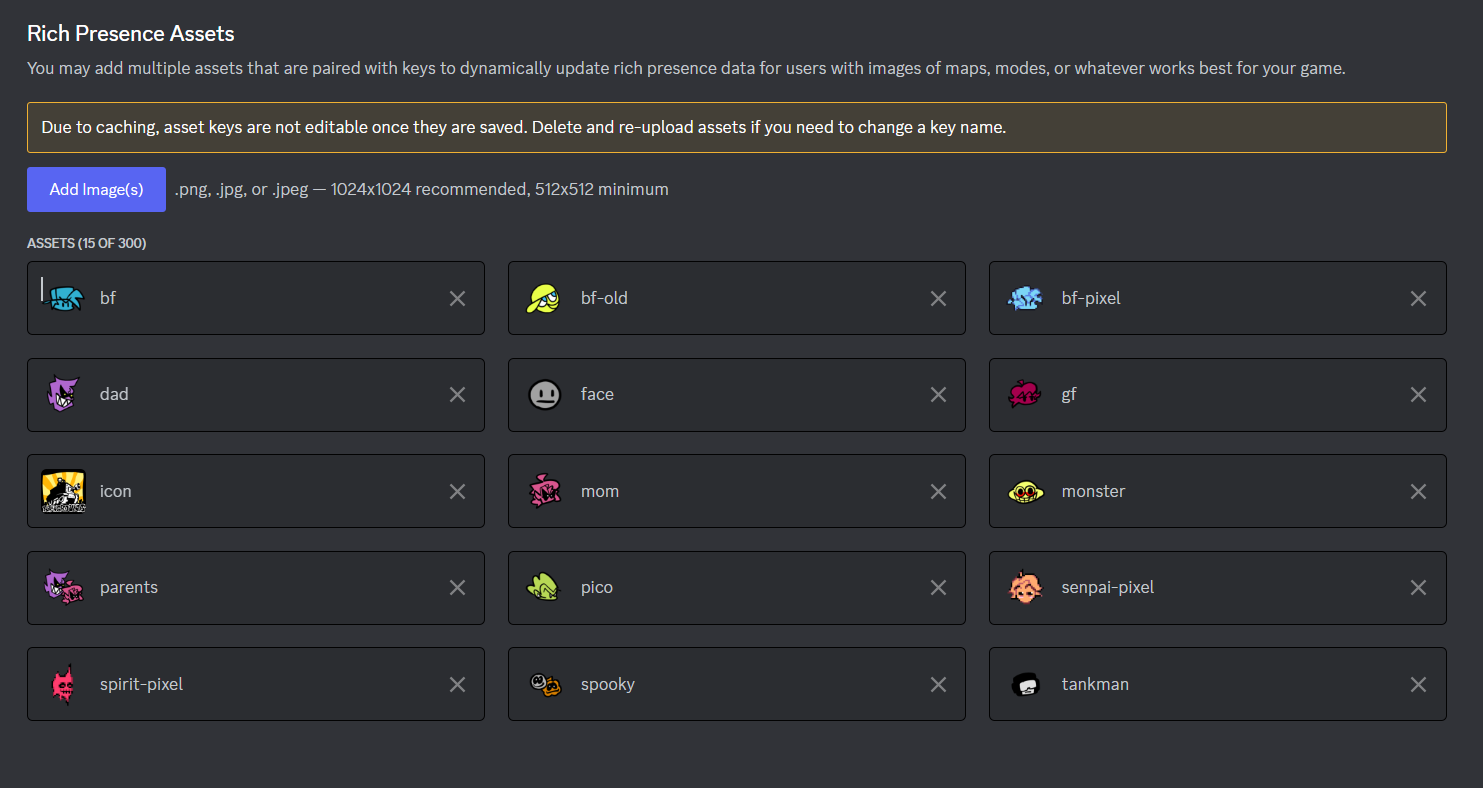 Rich Presence Assets
You may add multiple assets that are paired with keys to dynamically update rich presence data for users with images of maps, modes, or whatever works best for your game.
Due to caching, asset keys are not editable once they are saved. Delete and re-upload assets if you need to change a key name.
Add Image(s) .png, .jpg, or .jpeg — 1024x1024 recommended, 512x512 minimum
ASSETS (15 OF 300)
bf
bf-old
bf-pixel
dad
face
gf
icon
mom
monster
parents
pico
senpai-pixel
spirit-pixel
spooky
tankman